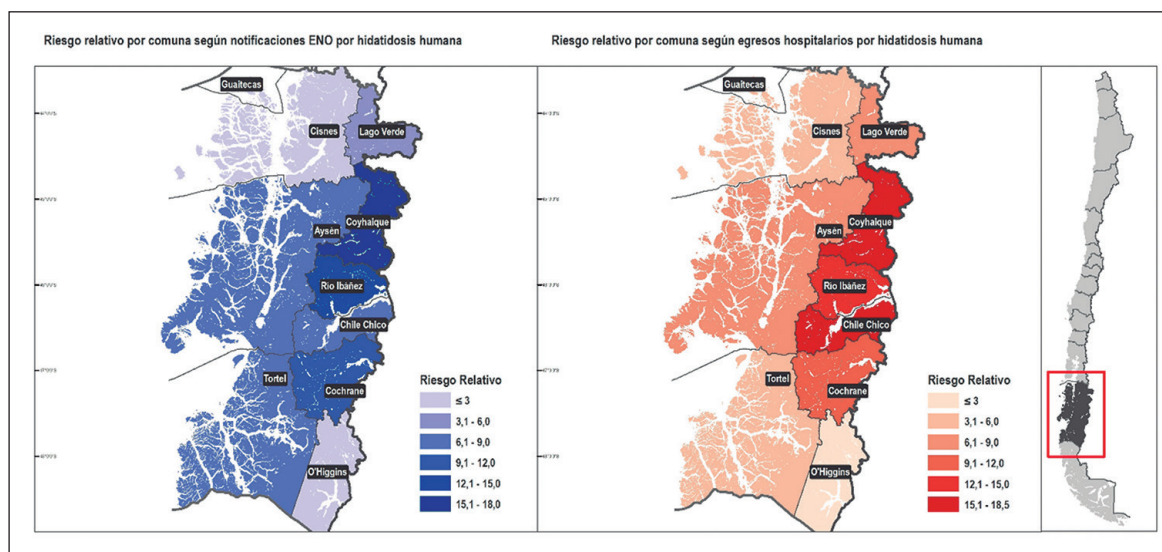 Riesgo relativo por comuna según notificaciones ENO por hidatidosis humana
Guaitecas
Cisnes
Lago Verde
Coyhaique
Aysén
Río Ibáñez
Chile Chico
Tortel
Cochrane
O'Higgins
Riesgo Relativo
≤ 3
3,1 - 6,0
6,1 - 9,0
9,1 - 12,0
12,1 - 15,0
15,1 - 18,0
Riesgo relativo por comuna según egresos hospitalarios por hidatidosis humana
Guaitecas
Cisnes
Lago Verde
Coyhaique
Aysén
Río Ibáñez
Chile Chico
Tortel
Cochrane
O'Higgins
Riesgo Relativo
≤ 3
3,1 - 6,0
6,1 - 9,0
9,1 - 12,0
12,1 - 15,0
15,1 - 18,5